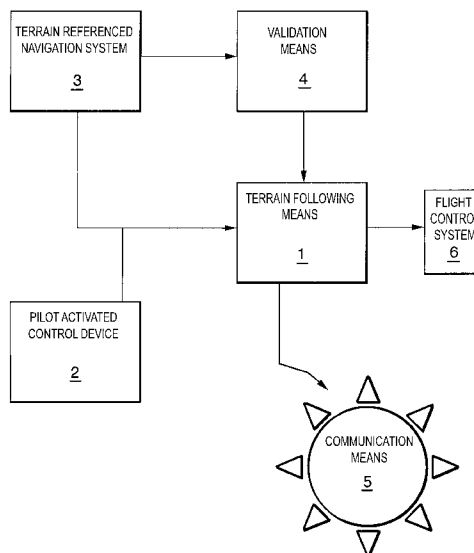 TERRAIN REFERENCED
NAVIGATION SYSTEM
3
VALIDATION
MEANS
4
TERRAIN FOLLOWING
MEANS
1
FLIGHT
CONTROL
SYSTEM
6
PILOT ACTIVATED
CONTROL DEVICE
2
COMMUNICATION
MEANS
5